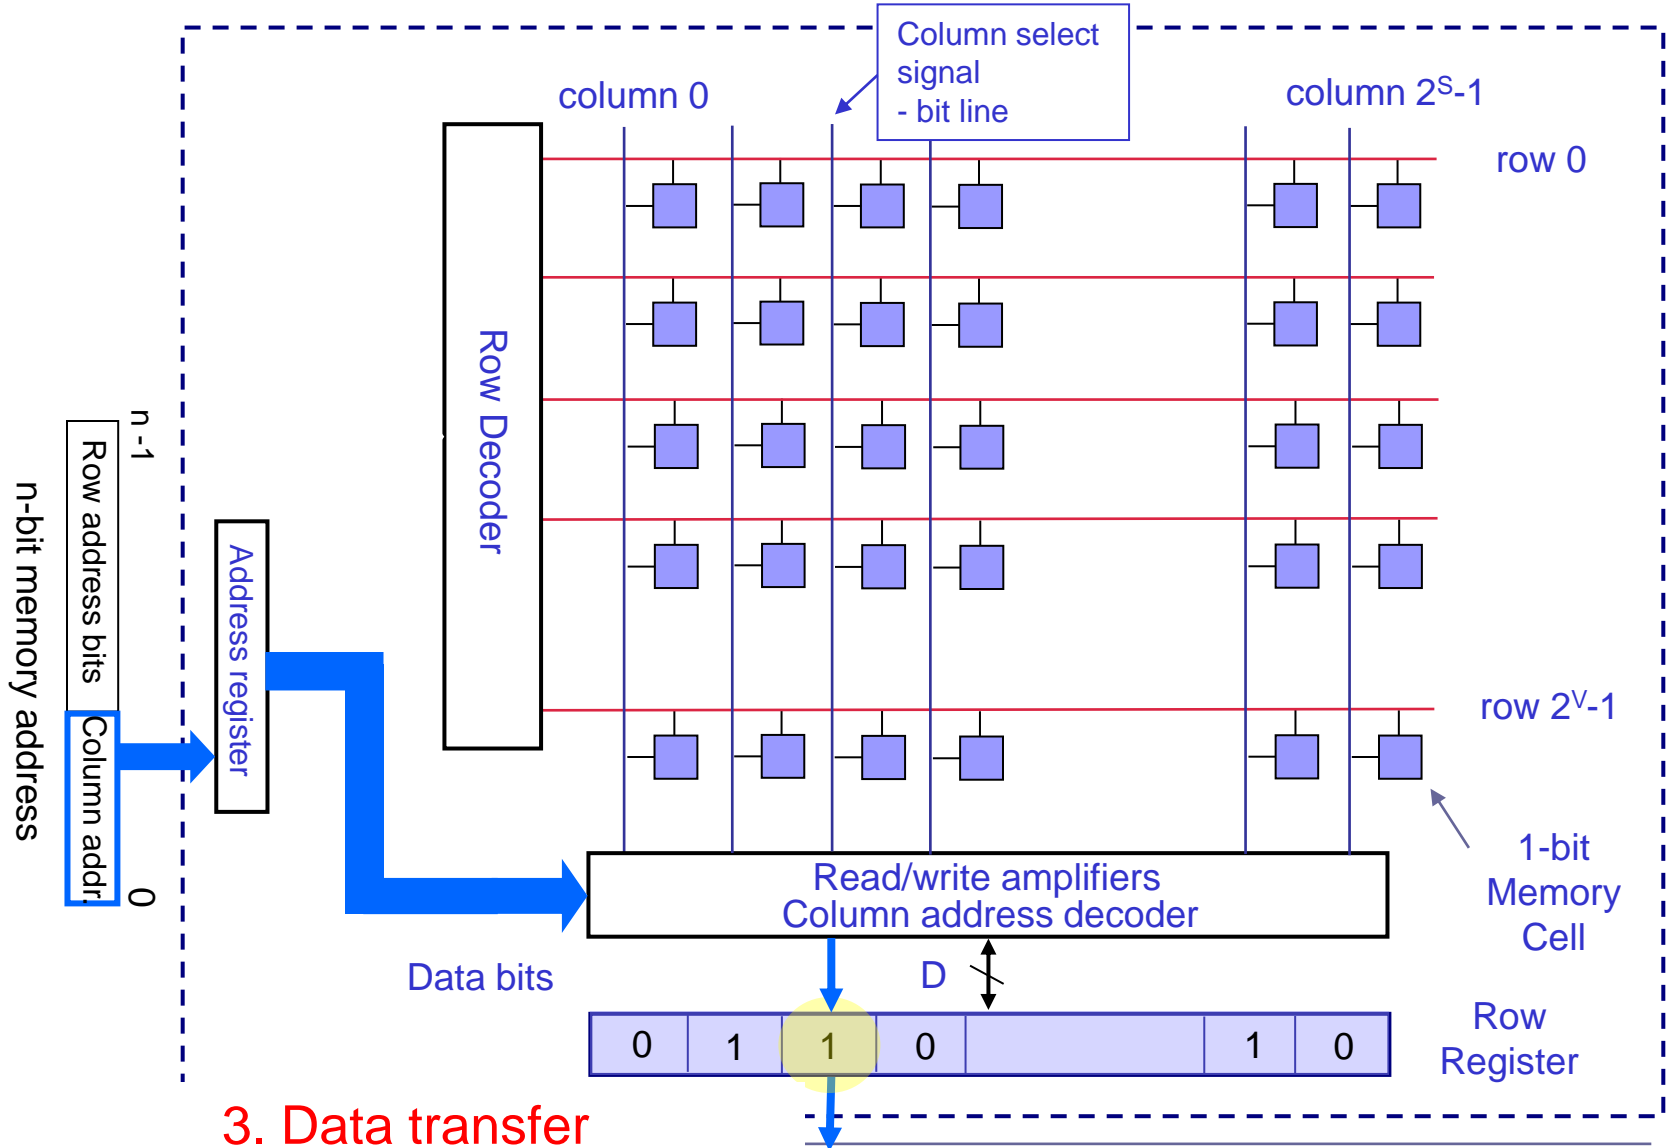 Column select
signal
- bit line
column 0
column 2^S-1
row 0
Row Decoder
n -1
Row address bits
Column addr.
0
n-bit memory address
Address register
row 2^V-1
1-bit
Memory
Cell
Read/write amplifiers
Column address decoder
Data bits
D
0 1 1 0 1 0
Row
Register
3. Data transfer